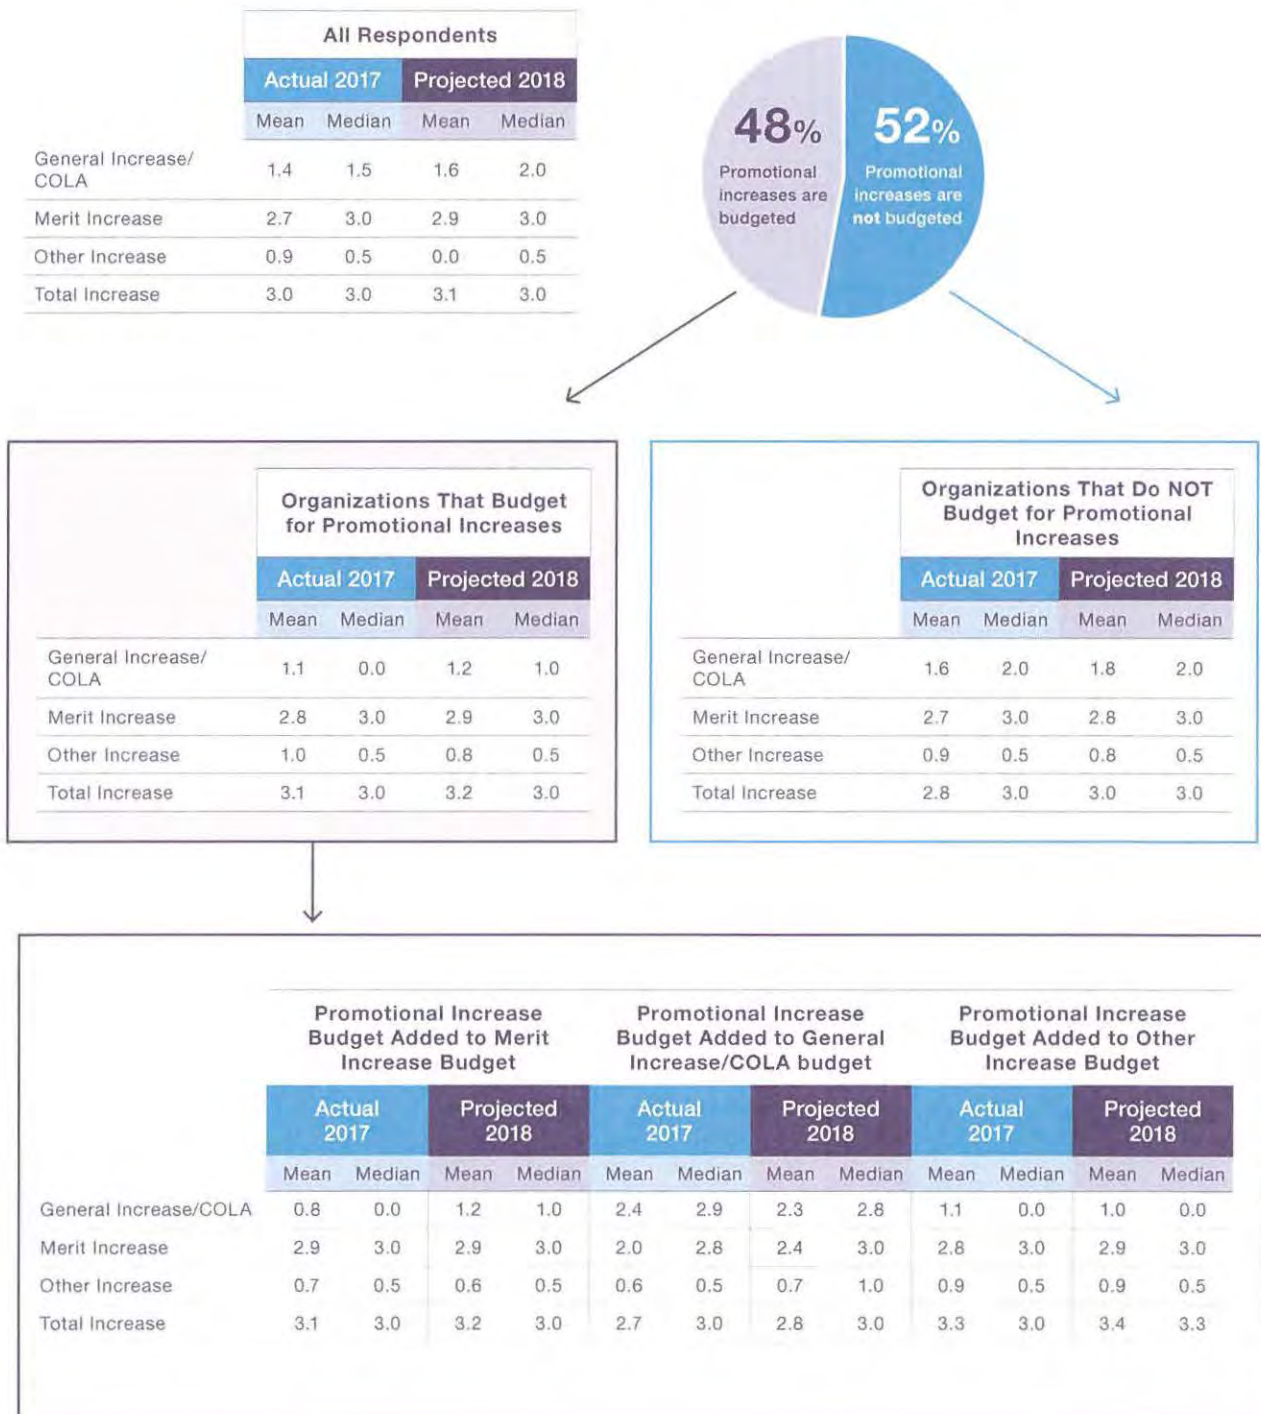 All Respondents
Actual 2017 Projected 2018
Mean Median Mean Median
General Increase/
COLA 1.4 1.5 1.6 2.0
Merit Increase 2.7 3.0 2.9 3.0
Other Increase 0.9 0.5 0.0 0.5
Total Increase 3.0 3.0 3.1 3.0
48%
Promotional
increases are
budgeted
52%
Promotional
increases are
not budgeted
Organizations That Budget
for Promotional Increases
Actual 2017 Projected 2018
Mean Median Mean Median
General Increase/
COLA 1.1 0.0 1.2 1.0
Merit Increase 2.8 3.0 2.9 3.0
Other Increase 1.0 0.5 0.8 0.5
Total Increase 3.1 3.0 3.2 3.0
Organizations That Do NOT
Budget for Promotional
Increases
Actual 2017 Projected 2018
Mean Median Mean Median
General Increase/
COLA 1.6 2.0 1.8 2.0
Merit Increase 2.7 3.0 2.8 3.0
Other Increase 0.9 0.5 0.8 0.5
Total Increase 2.8 3.0 3.0 3.0
Promotional Increase
Budget Added to Merit
Increase Budget
Promotional Increase
Budget Added to General
Increase/COLA budget
Promotional Increase
Budget Added to Other
Increase Budget
Actual Projected Actual Projected Actual Projected
2017 2018 2017 2018 2017 2018
Mean Median Mean Median Mean Median Mean Median Mean Median Mean Median
General Increase/COLA 0.8 0.0 1.2 1.0 2.4 2.9 2.3 2.8 1.1 0.0 1.0 0.0
Merit Increase 2.9 3.0 2.9 3.0 2.0 2.8 2.4 3.0 2.8 3.0 2.9 3.0
Other Increase 0.7 0.5 0.6 0.5 0.6 0.5 0.7 1.0 0.9 0.5 0.9 0.5
Total Increase 3.1 3.0 3.2 3.0 2.7 3.0 2.8 3.0 3.3 3.0 3.4 3.3